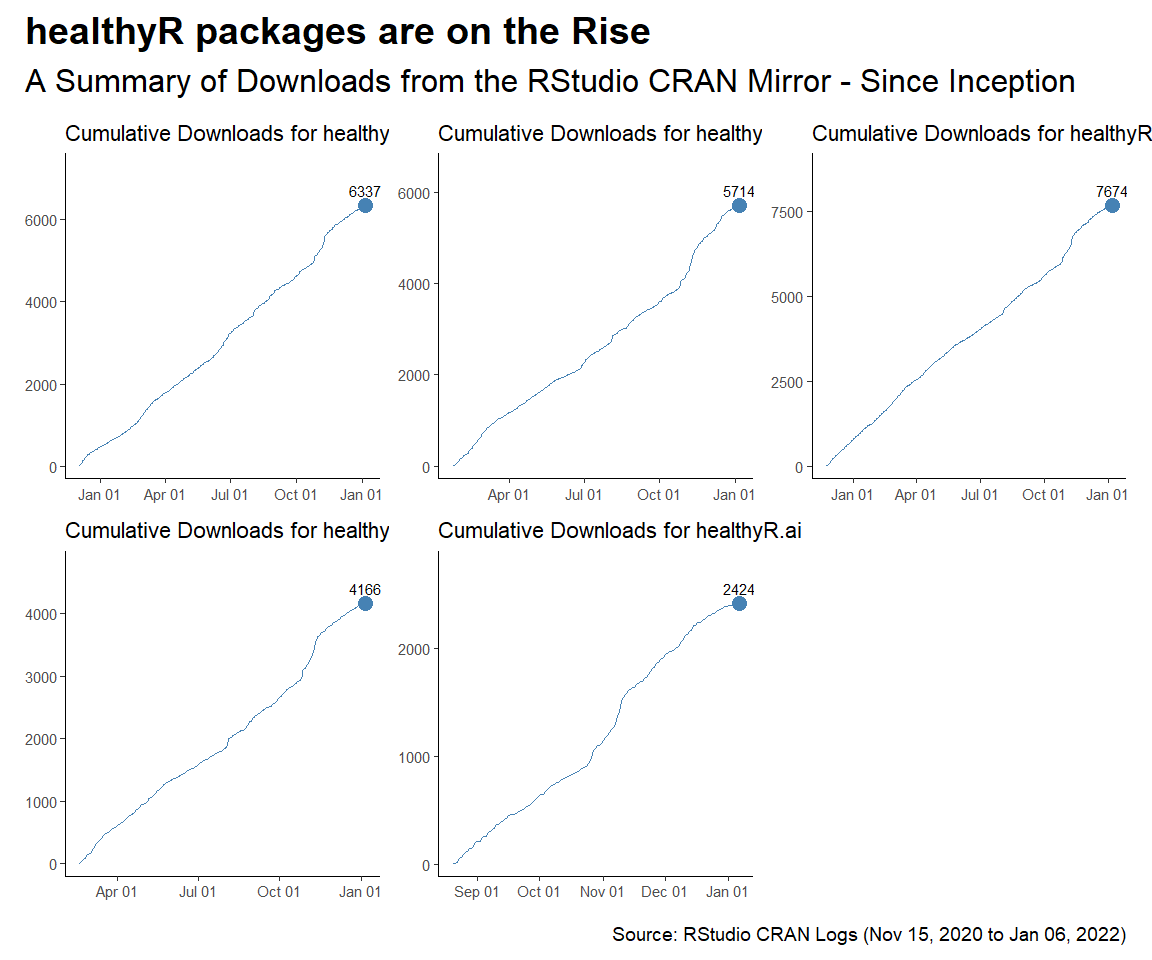 healthyR packages are on the Rise
A Summary of Downloads from the RStudio CRAN Mirror - Since Inception
Cumulative Downloads for healthy
6337
6000
4000
2000
0
Jan 01 Apr 01 Jul 01 Oct 01 Jan 01
Cumulative Downloads for healthy
5714
6000
4000
2000
0
Apr 01 Jul 01 Oct 01 Jan 01
Cumulative Downloads for healthyR
7674
7500
5000
2500
0
Jan 01 Apr 01 Jul 01 Oct 01 Jan 01
Cumulative Downloads for healthy
4166
4000
3000
2000
1000
0
Apr 01 Jul 01 Oct 01 Jan 01
Cumulative Downloads for healthyR.ai
2424
2000
1000
0
Sep 01 Oct 01 Nov 01 Dec 01 Jan 01
Source: RStudio CRAN Logs (Nov 15, 2020 to Jan 06, 2022)